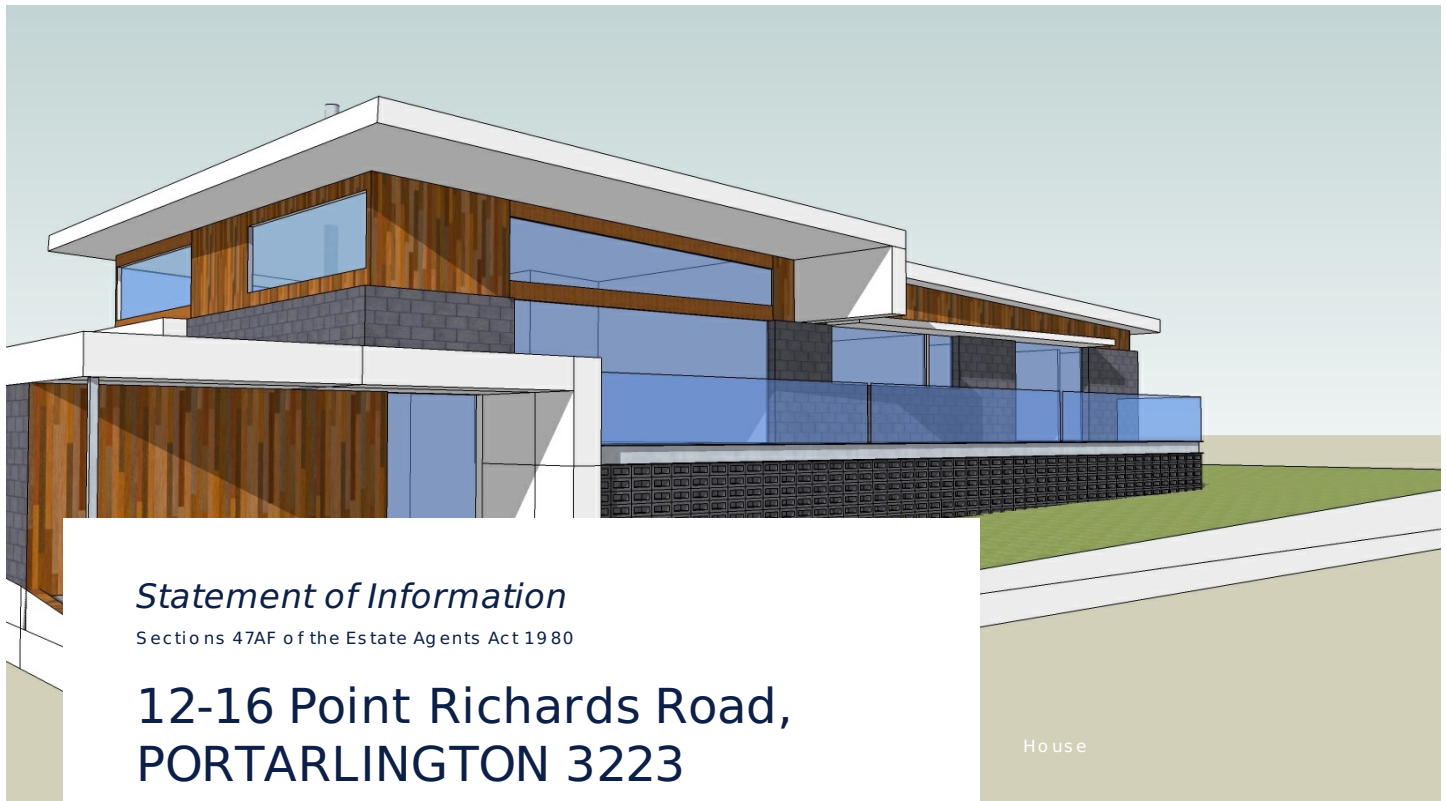 Statement of Information
Sections 47AF of the Estate Agents Act 1980
12-16 Point Richards Road,
PORTARLINGTON 3223
House